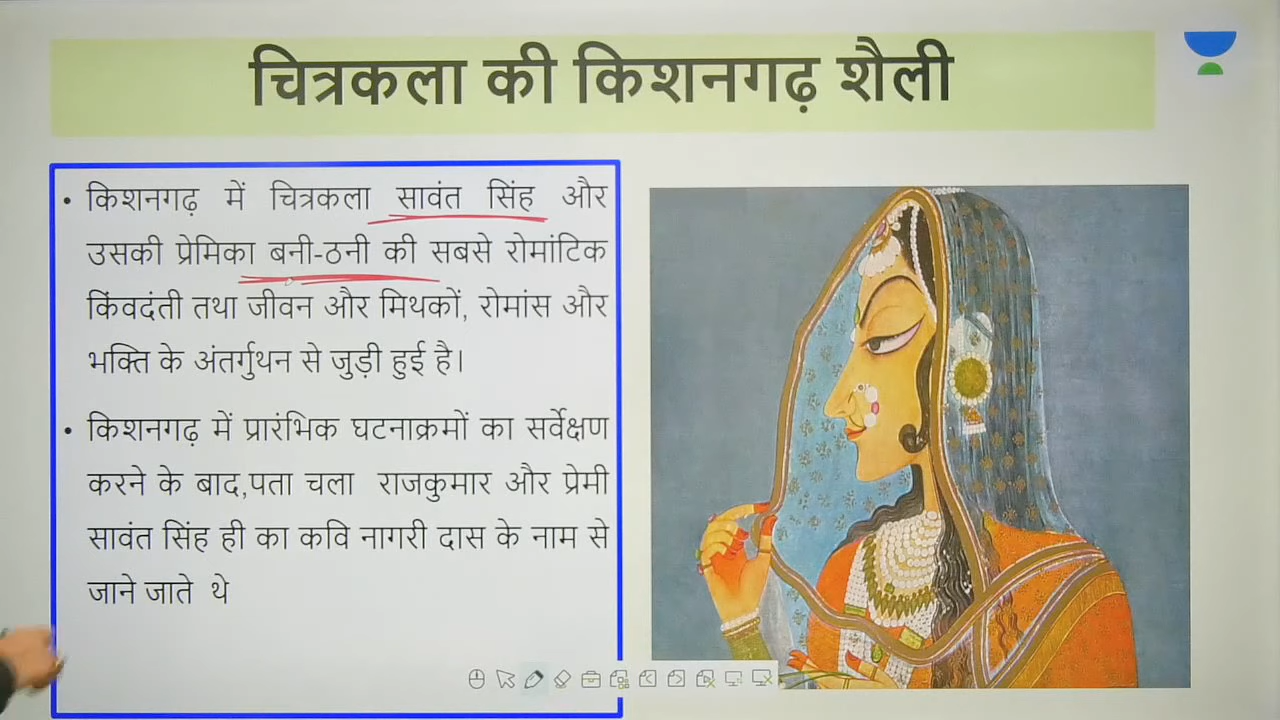 चित्रकला की किशनगढ़ शैली
• किशनगढ़ में चित्रकला सावंत सिंह और
उसकी प्रेमिका बनी-ठनी की सबसे रोमांटिक
किंवदंती तथा जीवन और मिथकों, रोमांस और
भक्ति के अंतर्गुथन से जुड़ी हुई है।
• किशनगढ़ में प्रारंभिक घटनाक्रमों का सर्वेक्षण
करने के बाद,पता चला राजकुमार और प्रेमी
सावंत सिंह ही का कवि नागरी दास के नाम से
जाने जाते थे